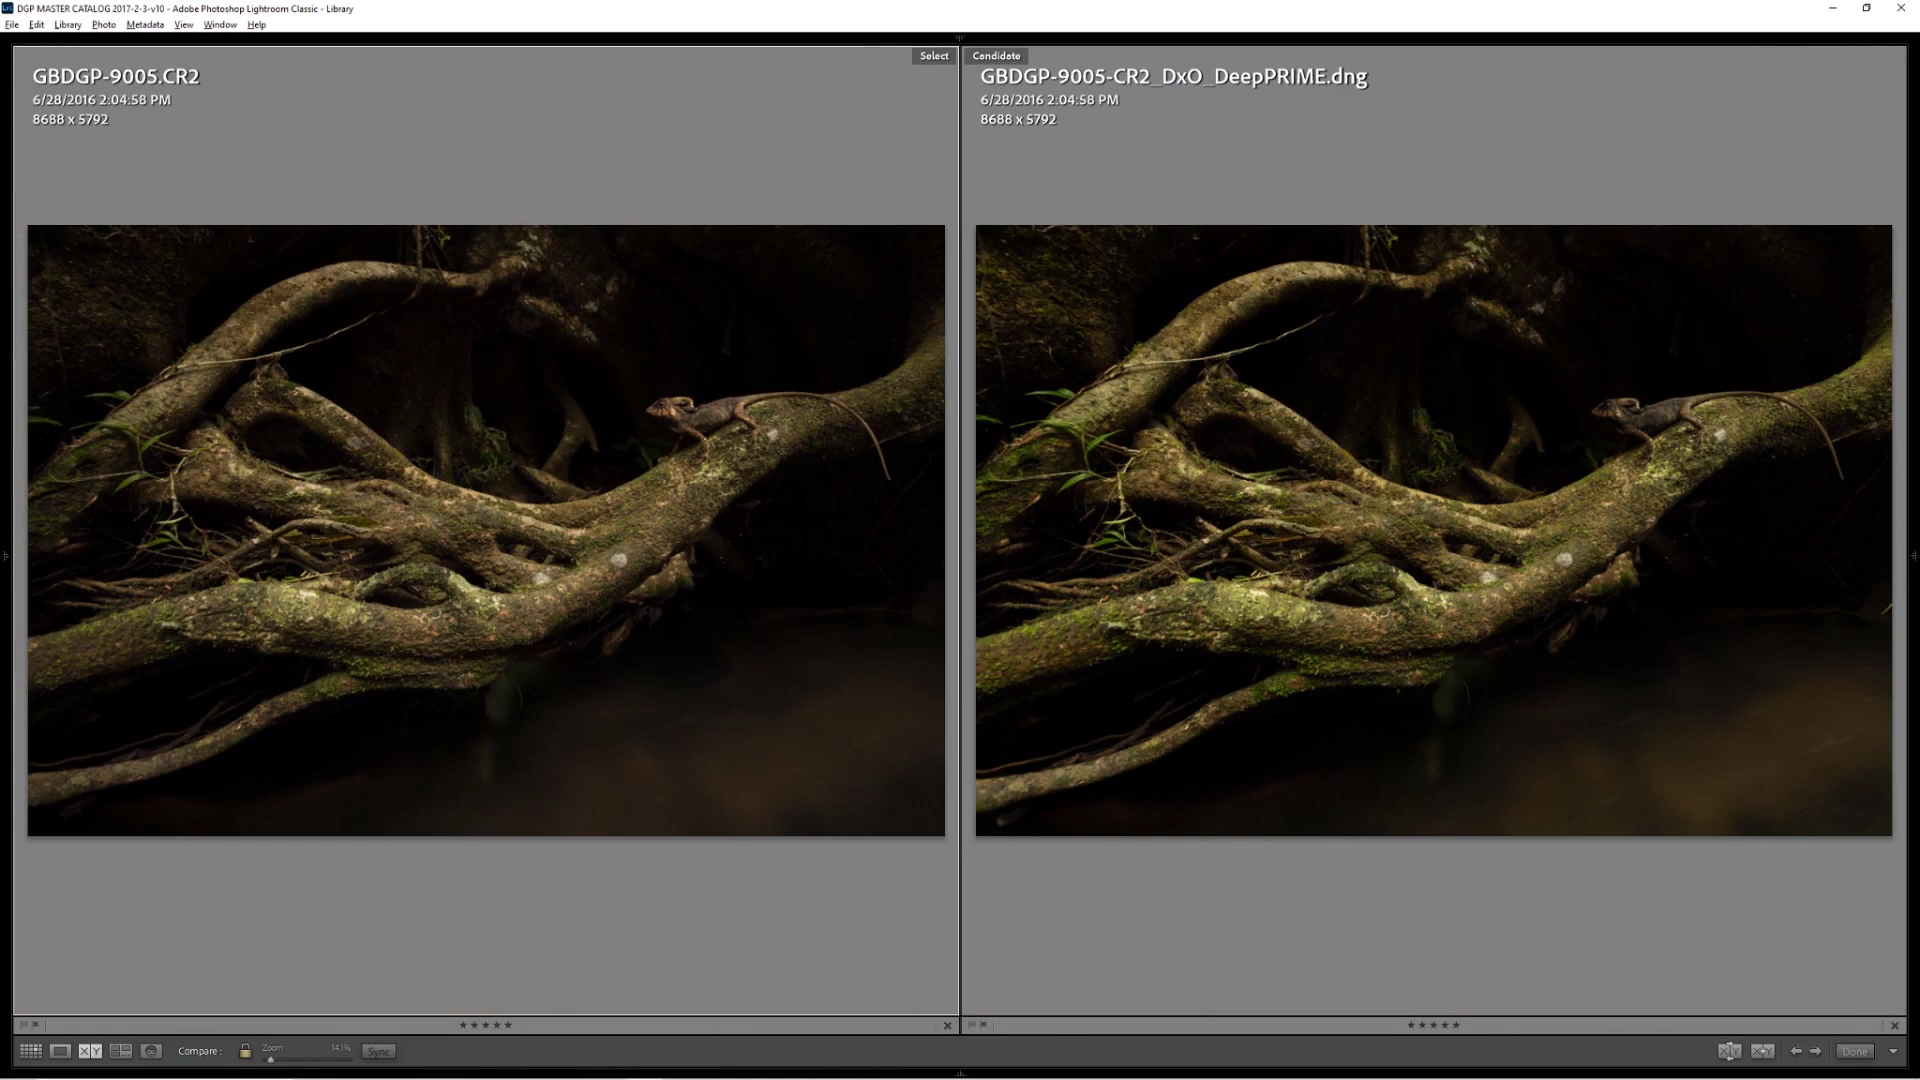 DGP MASTER CATALOG 2017-2-3-v10 - Adobe Photoshop Lightroom Classic - Library
File Edit Library Photo Metadata View Window Help
Select
Candidate
GBDGP-9005.CR2
6/28/2016 2:04:58 PM
8688 x 5792
GBDGP-9005-CR2_DxO_DeepPRIME.dng
6/28/2016 2:04:58 PM
8688 x 5792
Compare : Zoom 14.1% Sync
Done